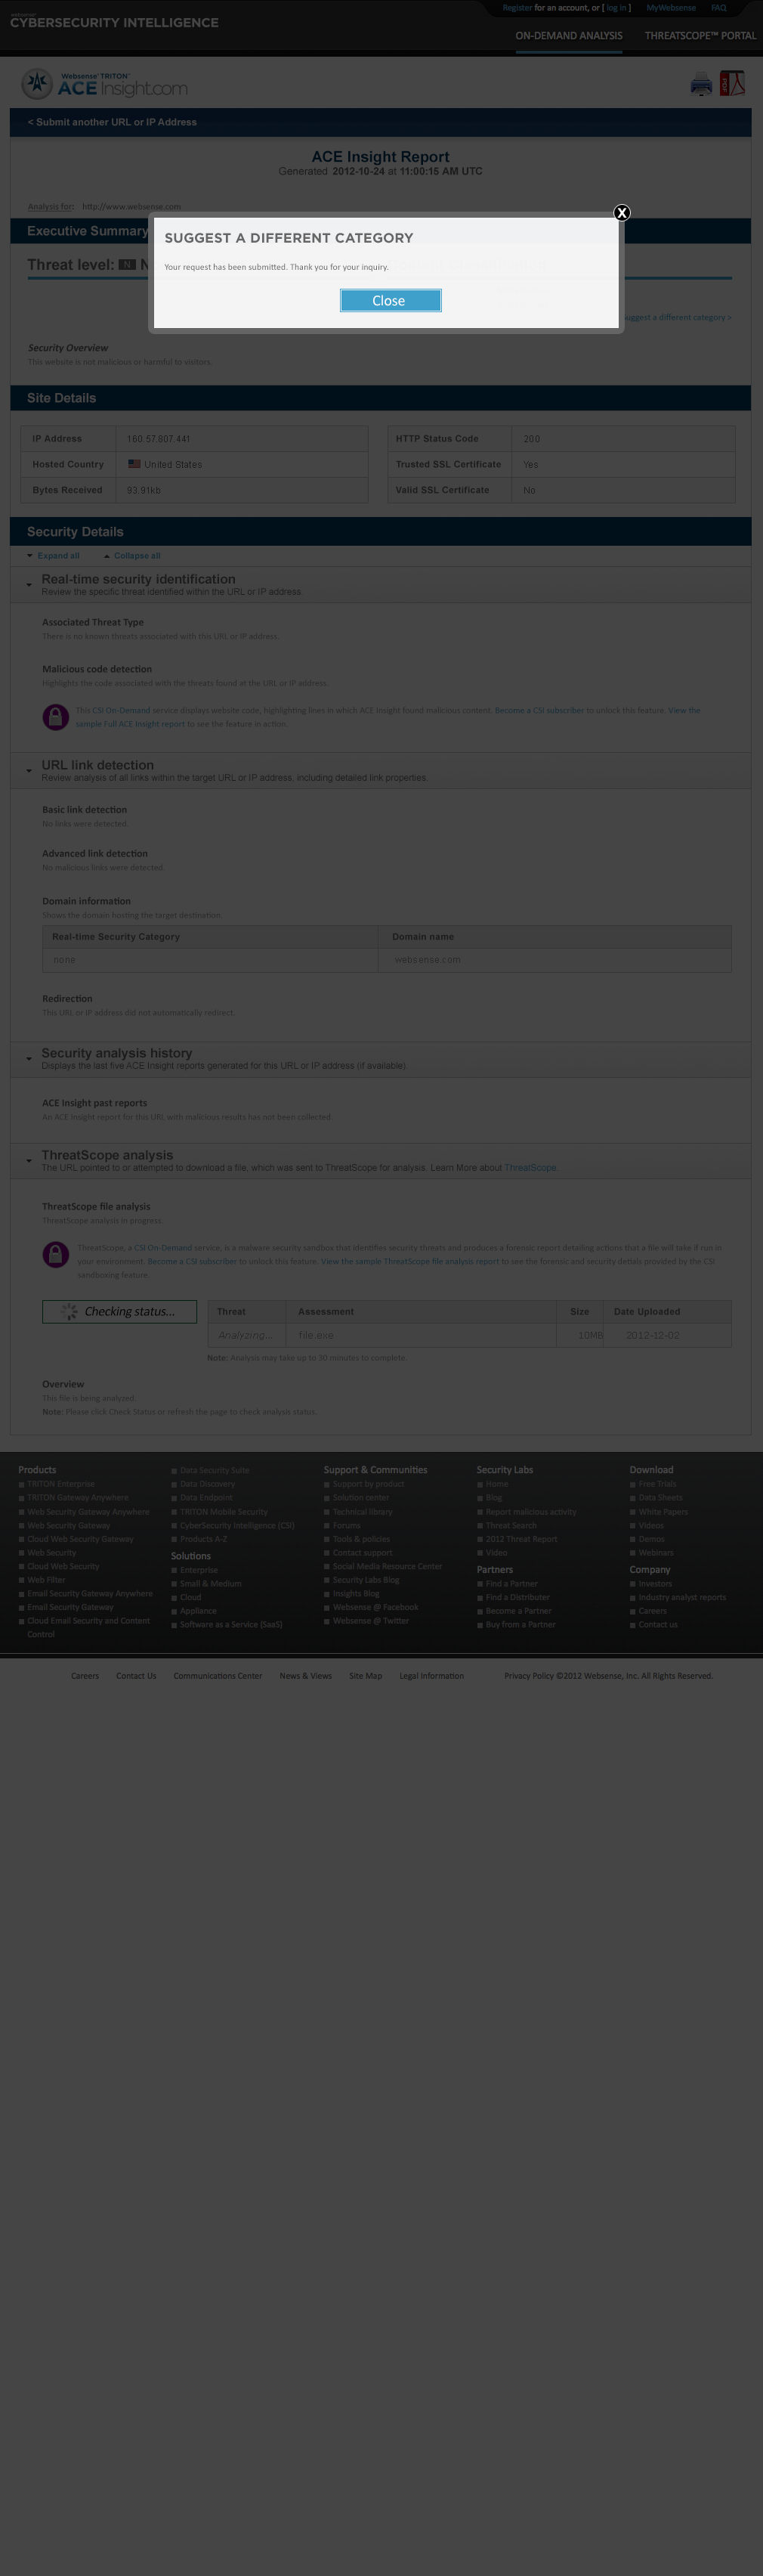 websense
CYBERSECURITY INTELLIGENCE
Register for an account, or [ log in ] MyWebsense FAQ
ON-DEMAND ANALYSIS THREATSCOPE™ PORTAL
Websense® TRITON™
ACE Insight.com
< Submit another URL or IP Address
ACE Insight Report
Generated 2012-10-24 at 11:00:15 AM UTC
Analysis for: http://www.websense.com
Executive Summary
X
SUGGEST A DIFFERENT CATEGORY
Your request has been submitted. Thank you for your inquiry.
Close
Threat level: N N
Suggest a different category >
Security Overview
This website is not malicious or harmful to visitors.
Site Details
IP Address 160.57.807.441 HTTP Status Code 200
Hosted Country United States Trusted SSL Certificate Yes
Bytes Received 93.91kb Valid SSL Certificate No
Security Details
Expand all Collapse all
Real-time security identification
Review the specific threat identified within the URL or IP address.
Associated Threat Type
There is no known threats associated with this URL or IP address.
Malicious code detection
Highlights the code associated with the threats found at the URL or IP address.
This CSI On-Demand service displays website code, highlighting lines in which ACE Insight found malicious content. Become a CSI subscriber to unlock this feature. View the
sample Full ACE Insight report to see the feature in action.
URL link detection
Review analysis of all links within the target URL or IP address, including detailed link properties.
Basic link detection
No links were detected.
Advanced link detection
No malicious links were detected.
Domain information
Shows the domain hosting the target destination.
Real-time Security Category Domain name
none websense.com
Redirection
This URL or IP address did not automatically redirect.
Security analysis history
Displays the last five ACE Insight reports generated for this URL or IP address (if available).
ACE Insight past reports
An ACE Insight report for this URL with malicious results has not been collected.
ThreatScope analysis
The URL pointed to or attempted to download a file, which was sent to ThreatScope for analysis. Learn More about ThreatScope.
ThreatScope file analysis
ThreatScope analysis in progress.
ThreatScope, a CSI On-Demand service, is a malware security sandbox that identifies security threats and produces a forensic report detailing actions that a file will take if run in
your environment. Become a CSI subscriber to unlock this feature. View the sample ThreatScope file analysis report to see the forensic and security details provided by the CSI
sandboxing feature.
Checking status... Threat Assessment Size Date Uploaded
Analyzing... file.exe 10MB 2012-12-02
Note: Analysis may take up to 30 minutes to complete.
Overview
This file is being analyzed.
Note: Please click Check Status or refresh the page to check analysis status.
Products
TRITON Enterprise
TRITON Gateway Anywhere
Web Security Gateway Anywhere
Web Security Gateway
Cloud Web Security Gateway
Web Security
Cloud Web Security
Web Filter
Email Security Gateway Anywhere
Email Security Gateway
Cloud Email Security and Content
Control
Data Security Suite
Data Discovery
Data Endpoint
TRITON Mobile Security
CyberSecurity Intelligence (CSI)
Products A-Z
Solutions
Enterprise
Small & Medium
Cloud
Appliance
Software as a Service (SaaS)
Support & Communities
Support by product
Solution center
Technical library
Forums
Tools & policies
Contact support
Social Media Resource Center
Security Labs Blog
Insights Blog
Websense @ Facebook
Websense @ Twitter
Security Labs
Home
Blog
Report malicious activity
Threat Search
2012 Threat Report
Video
Partners
Find a Partner
Find a Distributer
Become a Partner
Buy from a Partner
Download
Free Trials
Data Sheets
White Papers
Videos
Demos
Webinars
Company
Investors
Industry analyst reports
Careers
Contact us
Careers Contact Us Communications Center News & Views Site Map Legal Information Privacy Policy ©2012 Websense, Inc. All Rights Reserved.